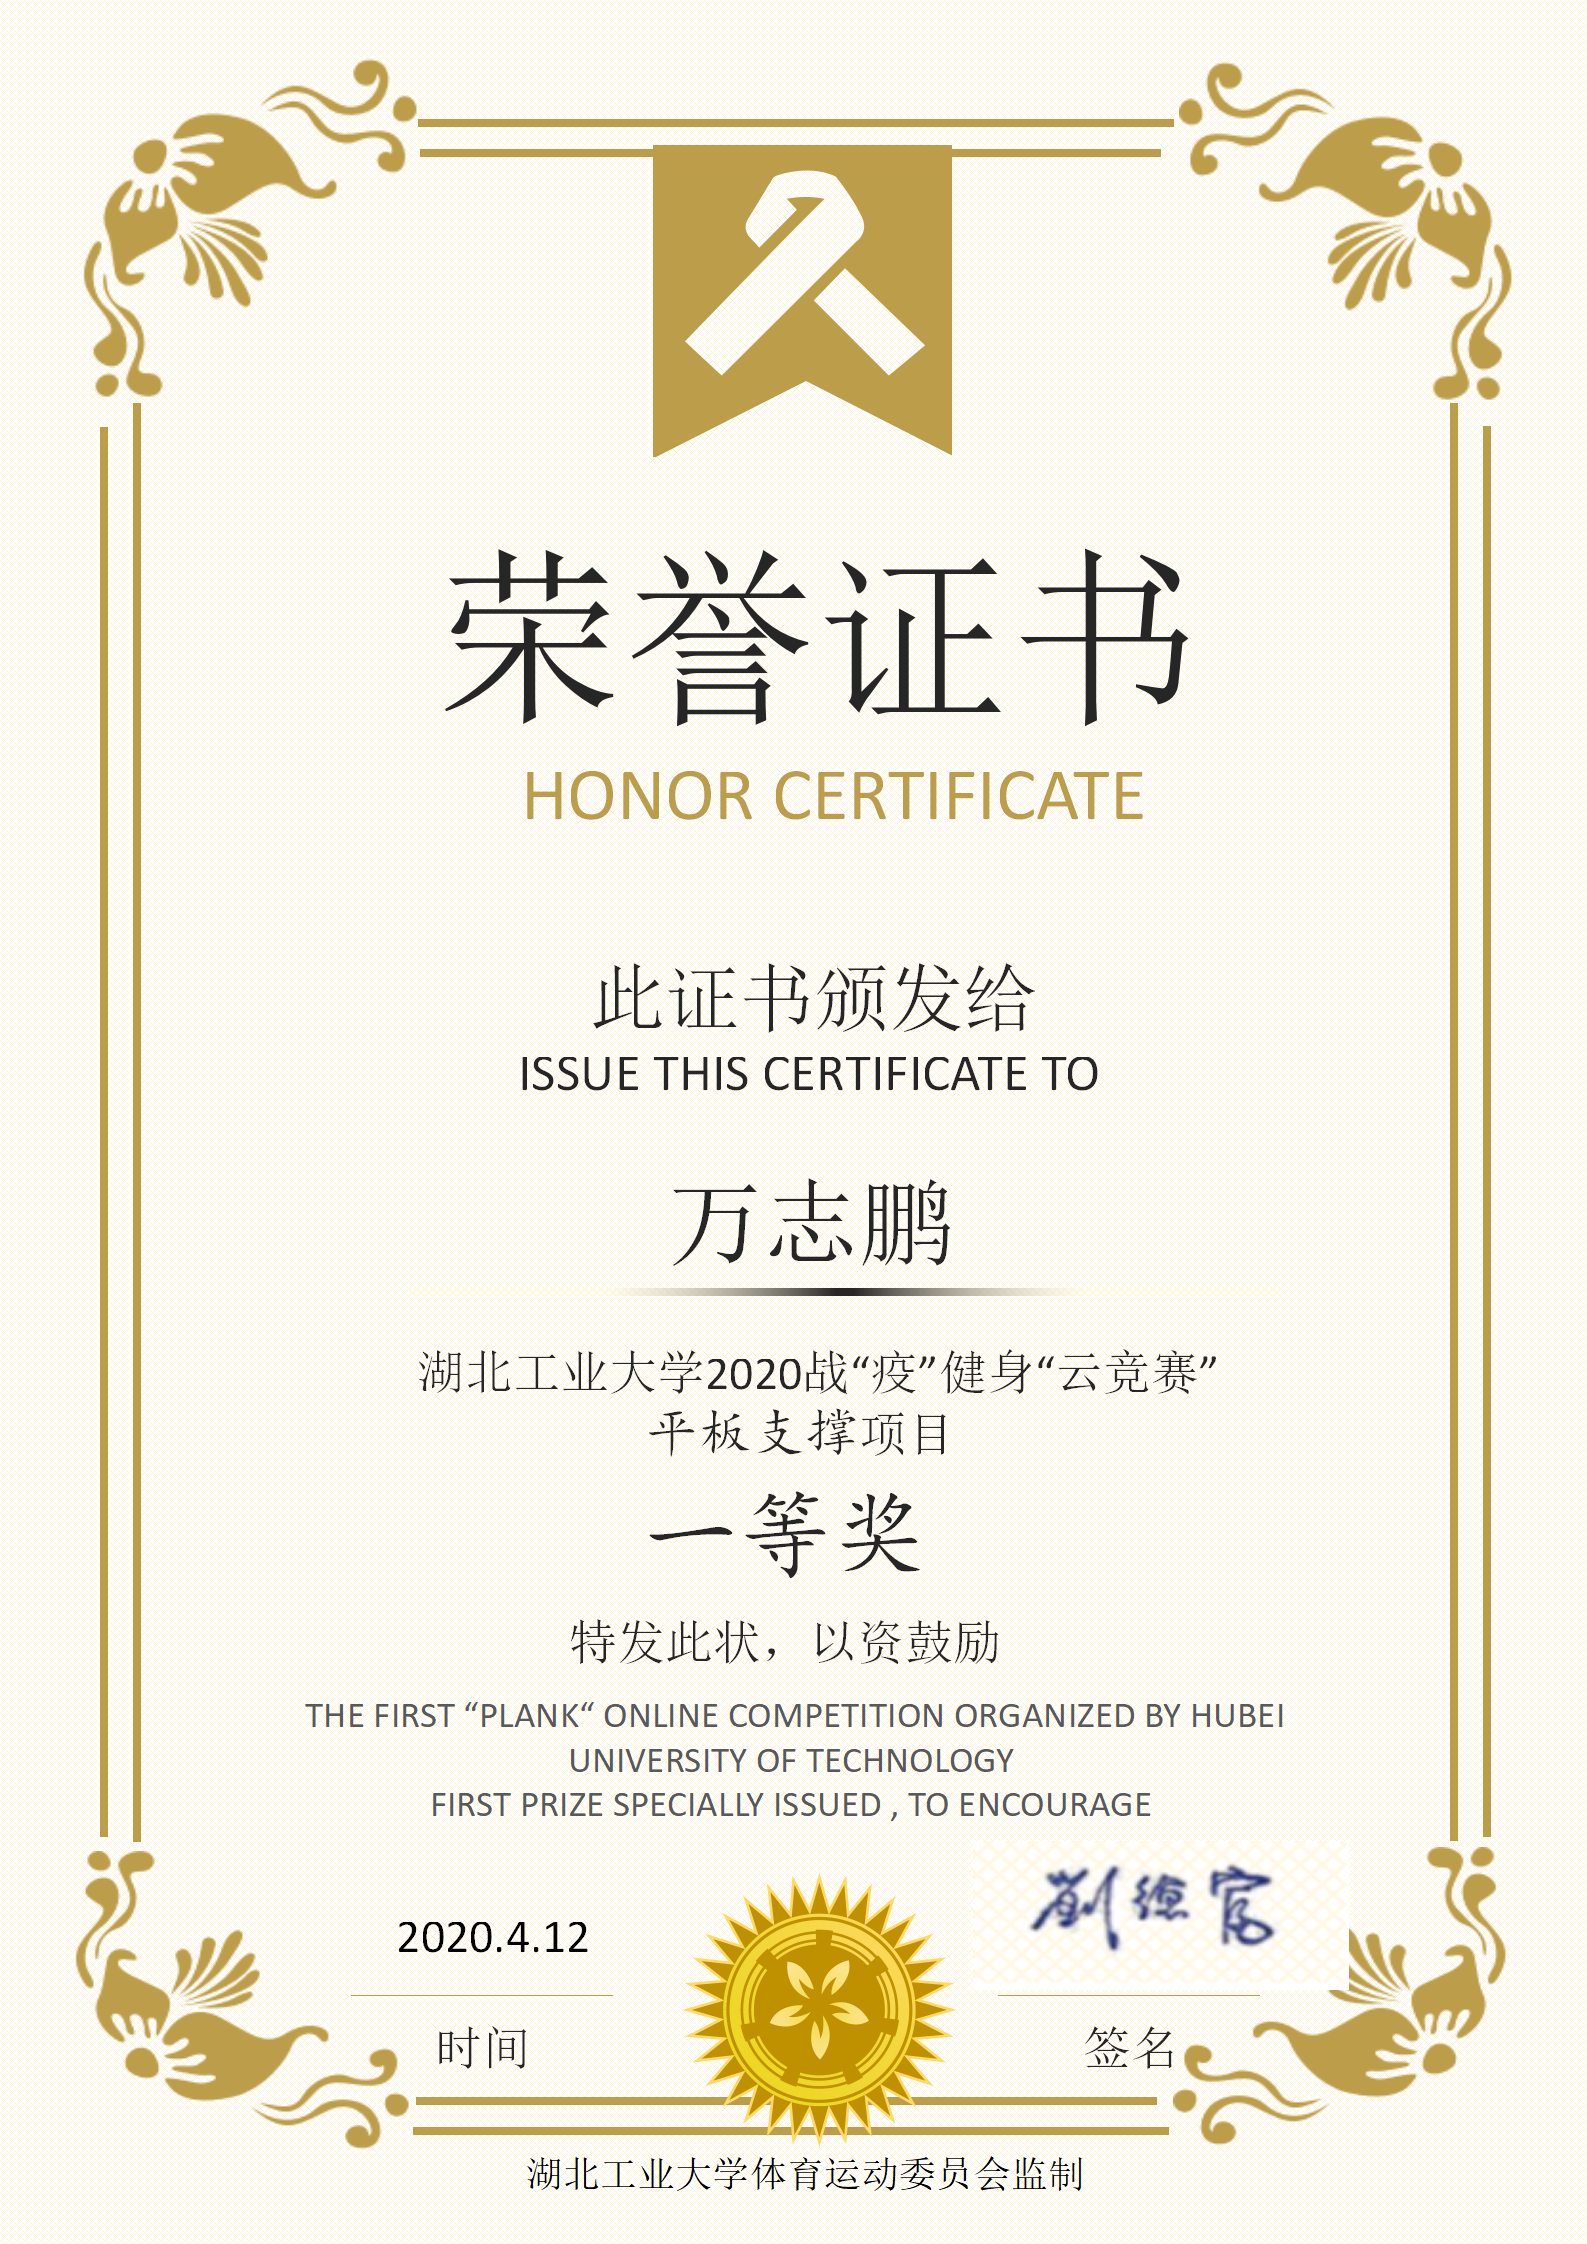 荣誉证书
HONOR CERTIFICATE
此证书颁发给
ISSUE THIS CERTIFICATE TO
万志鹏
湖北工业大学2020战“疫”健身“云竞赛”
平板支撑项目
一等奖
特发此状，以资鼓励
THE FIRST “PLANK“ ONLINE COMPETITION ORGANIZED BY HUBEI
UNIVERSITY OF TECHNOLOGY
FIRST PRIZE SPECIALLY ISSUED , TO ENCOURAGE
2020.4.12
时间
签名
湖北工业大学体育运动委员会监制